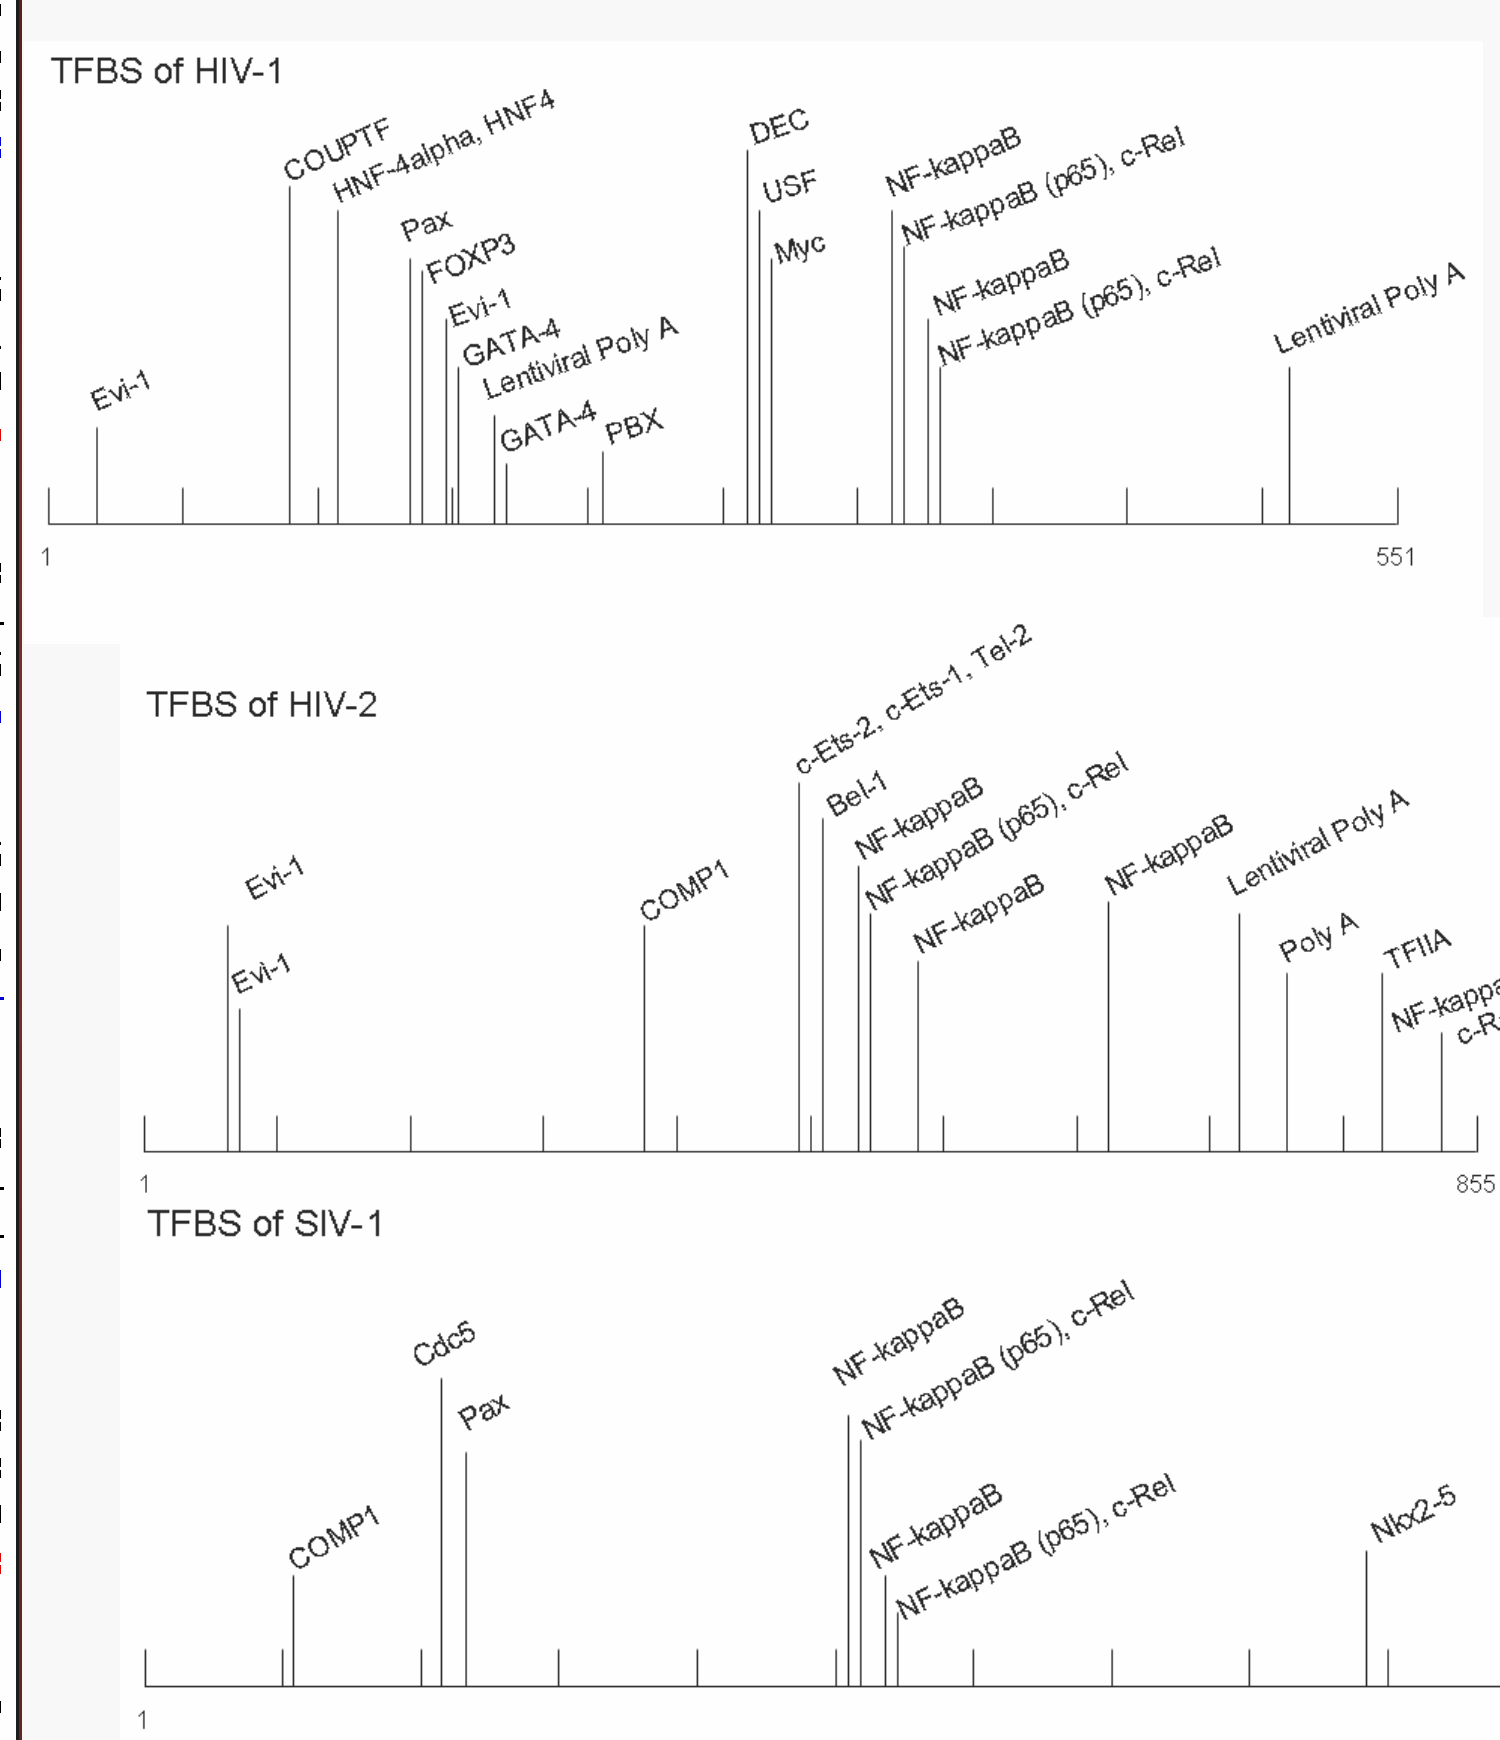 TFBS of HIV-1
Evi-1
COUPTF
HNF-4alpha, HNF4
Pax
FOXP3
Evi-1
GATA-4
Lentiviral Poly A
GATA-4
PBX
DEC
USF
Myc
NF-kappaB
NF-kappaB (p65), c-Rel
NF-kappaB
NF-kappaB (p65), c-Rel
Lentiviral Poly A
1
551
TFBS of HIV-2
Evi-1
Evi-1
COMP1
c-Ets-2, c-Ets-1, Tel-2
Bel-1
NF-kappaB
NF-kappaB (p65), c-Rel
NF-kappaB
NF-kappaB
Lentiviral Poly A
Poly A
TFIIA
NF-kappa
c-R
1
855
TFBS of SIV-1
COMP1
Cdc5
Pax
NF-kappaB
NF-kappaB (p65), c-Rel
NF-kappaB
NF-kappaB (p65), c-Rel
Nkx2-5
1